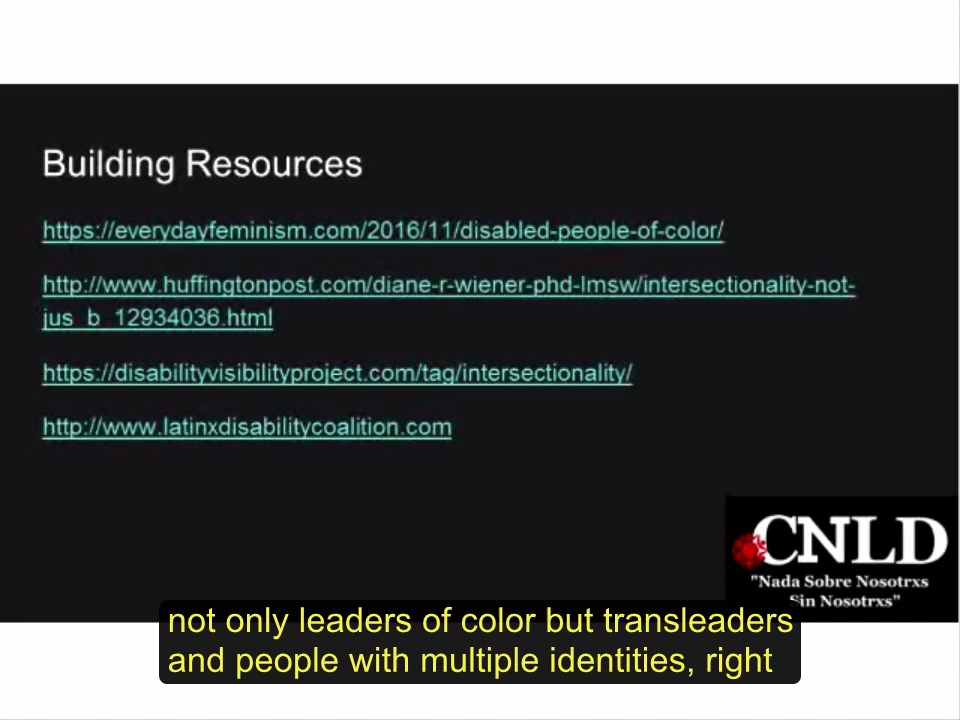 Building Resources
https://everydayfeminism.com/2016/11/disabled-people-of-color/
http://www.huffingtonpost.com/diane-r-wiener-phd-lmsw/intersectionality-not-
jus_b_12934036.html
https://disabilityvisibilityproject.com/tag/intersectionality/
http://www.latinxdisabilitycoalition.com
CNLD
"Nada Sobre Nosotrxs
Sin Nosotrxs"
not only leaders of color but transleaders
and people with multiple identities, right